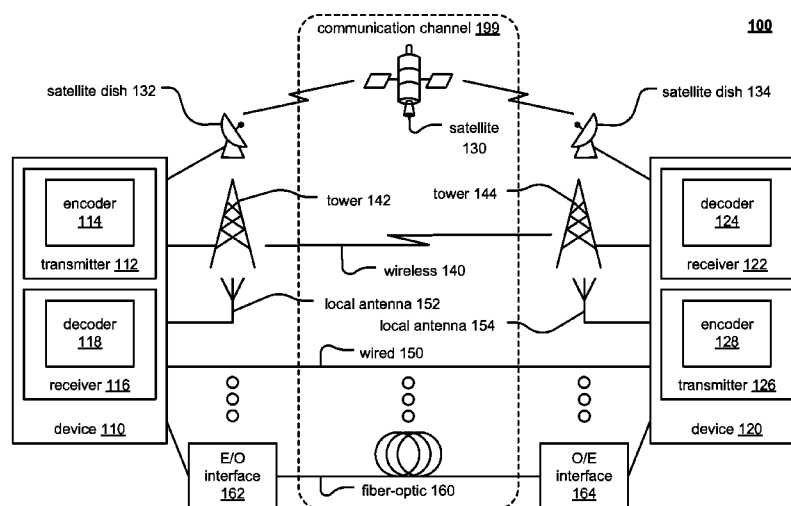 communication channel 199
100
satellite dish 132
satellite dish 134
satellite
130
encoder
114
transmitter 112
tower 142
tower 144
decoder
124
receiver 122
wireless 140
decoder
118
receiver 116
device 110
local antenna 152
local antenna 154
encoder
128
transmitter 126
device 120
wired 150
E/O
interface
162
O/E
interface
164
fiber-optic 160